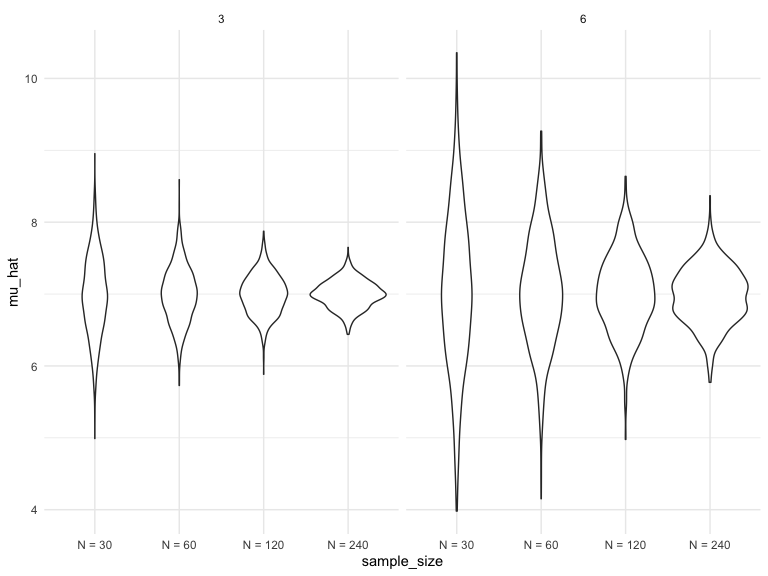 3 6
10
8
6
4
mu_hat
N = 30 N = 60 N = 120 N = 240 N = 30 N = 60 N = 120 N = 240
sample_size